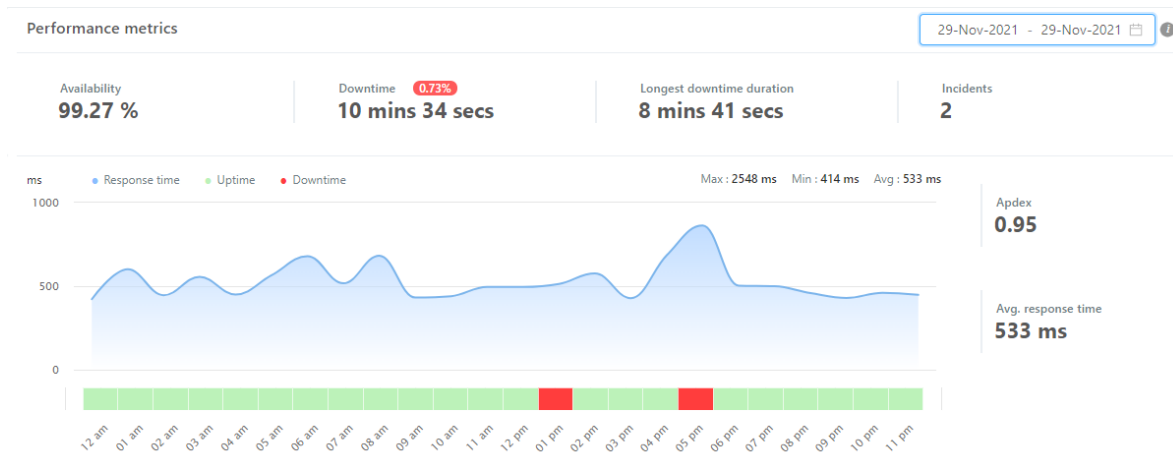 Performance metrics
29-Nov-2021 - 29-Nov-2021
i
Availability
99.27 %
Downtime 0.73%
10 mins 34 secs
Longest downtime duration
8 mins 41 secs
Incidents
2
ms
Response time Uptime Downtime
Max : 2548 ms Min : 414 ms Avg : 533 ms
1000
500
0
Apdex
0.95
Avg. response time
533 ms
12 am 01 am 02 am 03 am 04 am 05 am 06 am 07 am 08 am 09 am 10 am 11 am 12 pm 01 pm 02 pm 03 pm 04 pm 05 pm 06 pm 07 pm 08 pm 09 pm 10 pm 11 pm